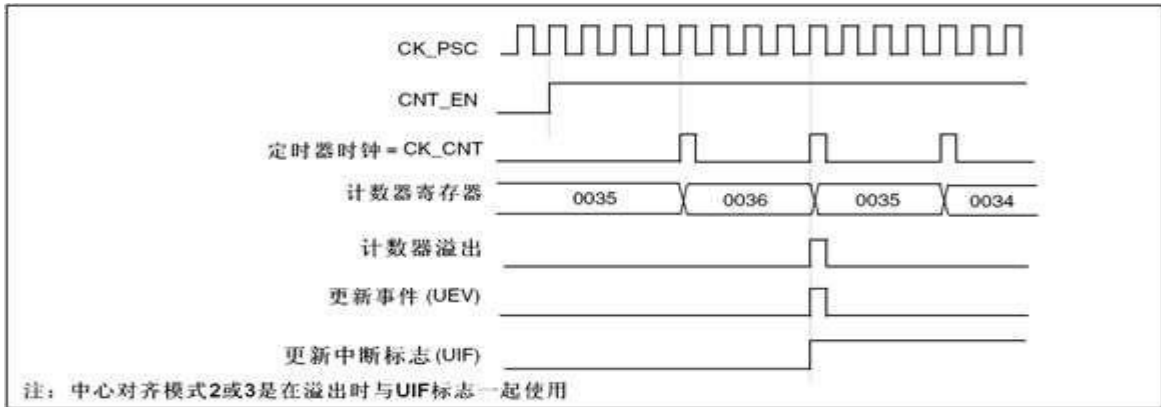 CK_PSC
CNT_EN
定时器时钟 = CK_CNT
计数器寄存器 0035 0036 0035 0034
计数器溢出
更新事件 (UEV)
更新中断标志 (UIF)
注：中心对齐模式2或3是在溢出时与UIF标志一起使用